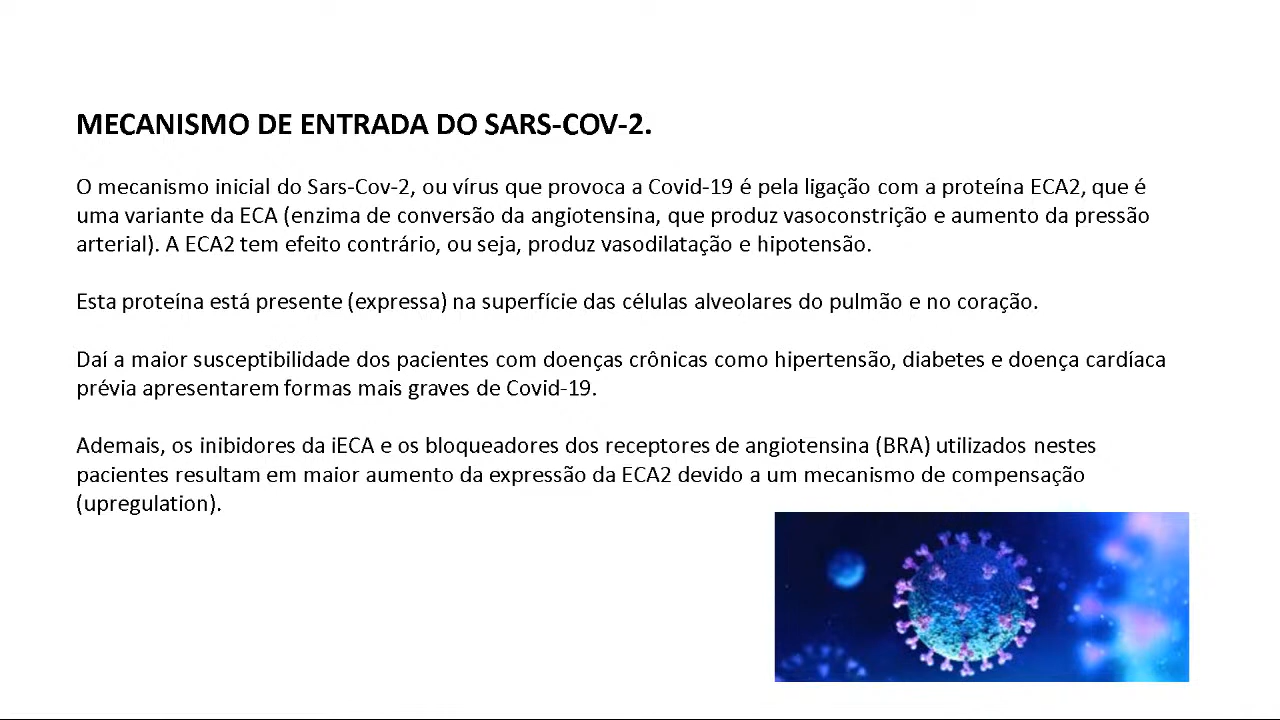 MECANISMO DE ENTRADA DO SARS-COV-2.
O mecanismo inicial do Sars-Cov-2, ou vírus que provoca a Covid-19 é pela ligação com a proteína ECA2, que é
uma variante da ECA (enzima de conversão da angiotensina, que produz vasoconstrição e aumento da pressão
arterial). A ECA2 tem efeito contrário, ou seja, produz vasodilatação e hipotensão.
Esta proteína está presente (expressa) na superfície das células alveolares do pulmão e no coração.
Daí a maior susceptibilidade dos pacientes com doenças crônicas como hipertensão, diabetes e doença cardíaca
prévia apresentarem formas mais graves de Covid-19.
Ademais, os inibidores da iECA e os bloqueadores dos receptores de angiotensina (BRA) utilizados nestes
pacientes resultam em maior aumento da expressão da ECA2 devido a um mecanismo de compensação
(upregulation).